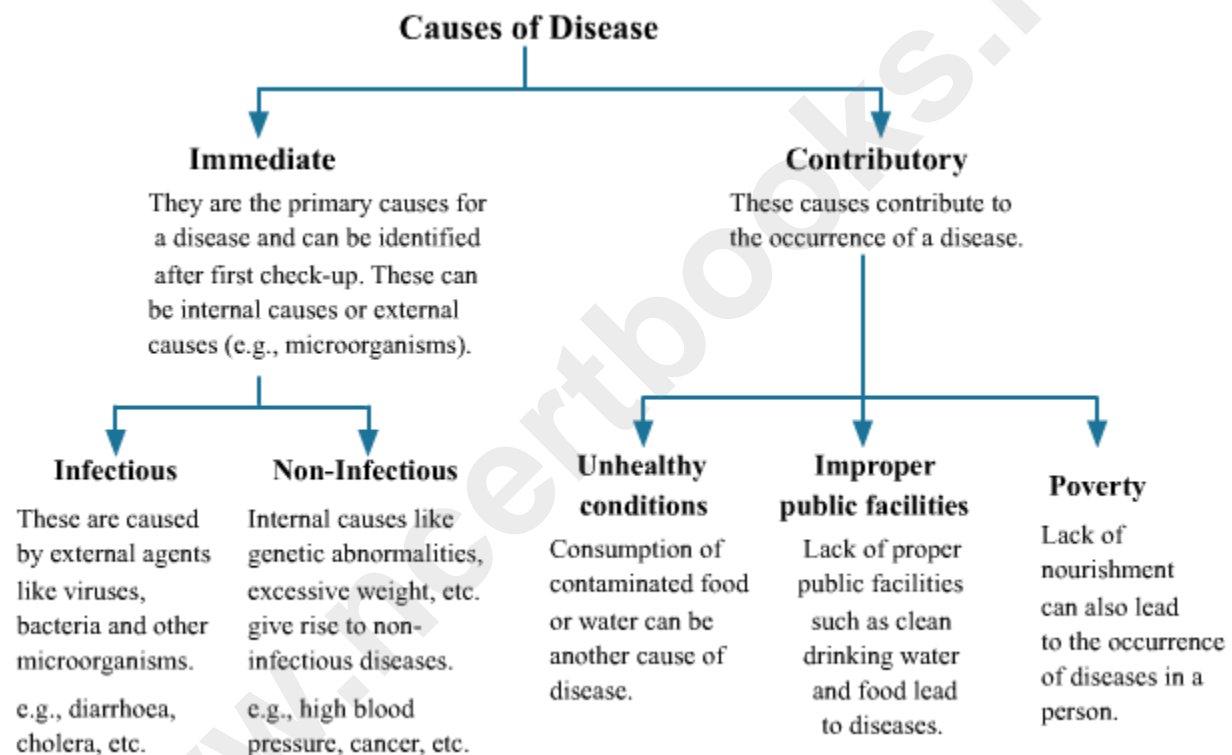 Causes of Disease
Immediate
They are the primary causes for
a disease and can be identified
after first check-up. These can
be internal causes or external
causes (e.g., microorganisms).
Contributory
These causes contribute to
the occurrence of a disease.
Infectious
These are caused
by external agents
like viruses,
bacteria and other
microorganisms.
e.g., diarrhoea,
cholera, etc.
Non-Infectious
Internal causes like
genetic abnormalities,
excessive weight, etc.
give rise to non-
infectious diseases.
e.g., high blood
pressure, cancer, etc.
Unhealthy
conditions
Consumption of
contaminated food
or water can be
another cause of
disease.
Improper
public facilities
Lack of proper
public facilities
such as clean
drinking water
and food lead
to diseases.
Poverty
Lack of
nourishment
can also lead
to the occurrence
of diseases in a
person.
www.ncertbooks.